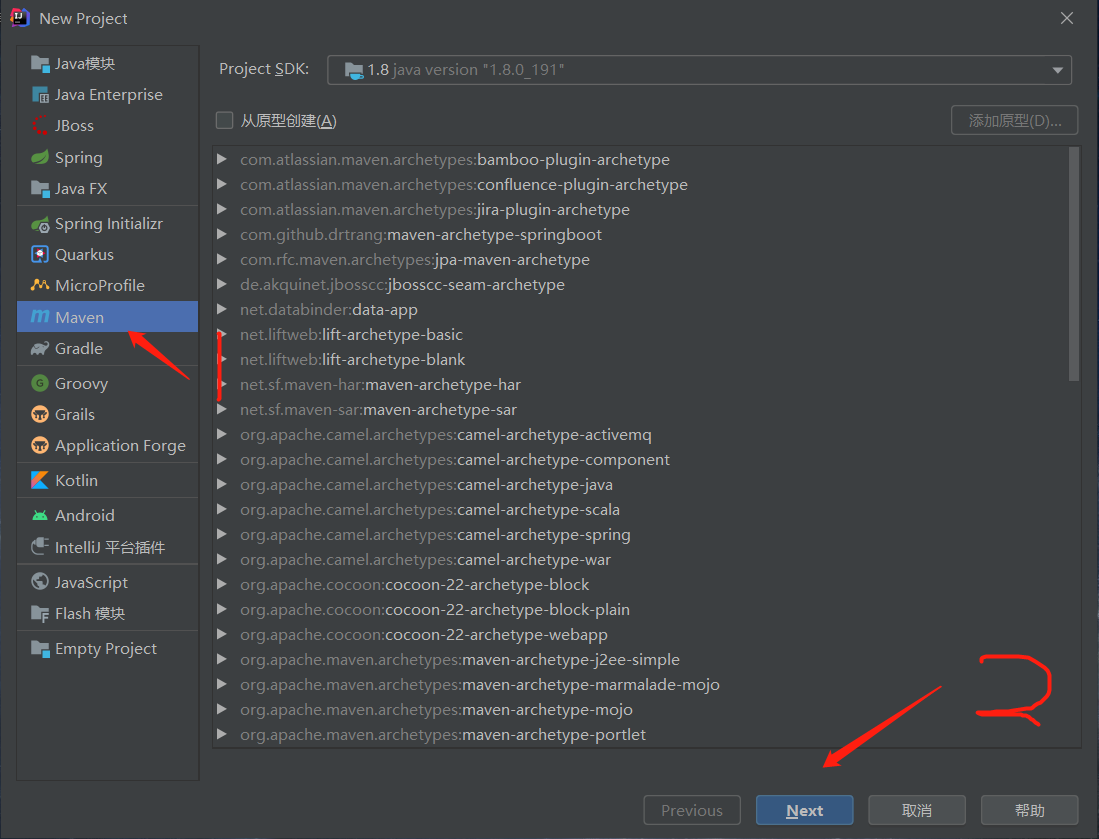 New Project
Java模块
Java Enterprise
JBoss
Spring
Java FX
Spring Initializr
Quarkus
MicroProfile
Maven
Gradle
Groovy
Grails
Application Forge
Kotlin
Android
IntelliJ 平台插件
JavaScript
Flash 模块
Empty Project
Project SDK:
1.8 java version "1.8.0_191"
从原型创建(A)
添加原型(D)...
com.atlassian.maven.archetypes:bamboo-plugin-archetype
com.atlassian.maven.archetypes:confluence-plugin-archetype
com.atlassian.maven.archetypes:jira-plugin-archetype
com.github.drtrang:maven-archetype-springboot
com.rfc.maven.archetypes:jpa-maven-archetype
de.akquinet.jbosscc:jbosscc-seam-archetype
net.databinder:data-app
net.liftweb:lift-archetype-basic
net.liftweb:lift-archetype-blank
net.sf.maven-har:maven-archetype-har
net.sf.maven-sar:maven-archetype-sar
org.apache.camel.archetypes:camel-archetype-activemq
org.apache.camel.archetypes:camel-archetype-component
org.apache.camel.archetypes:camel-archetype-java
org.apache.camel.archetypes:camel-archetype-scala
org.apache.camel.archetypes:camel-archetype-spring
org.apache.camel.archetypes:camel-archetype-war
org.apache.cocoon:cocoon-22-archetype-block
org.apache.cocoon:cocoon-22-archetype-block-plain
org.apache.cocoon:cocoon-22-archetype-webapp
org.apache.maven.archetypes:maven-archetype-j2ee-simple
org.apache.maven.archetypes:maven-archetype-marmalade-mojo
org.apache.maven.archetypes:maven-archetype-mojo
org.apache.maven.archetypes:maven-archetype-portlet
1
2
Previous
Next
取消
帮助